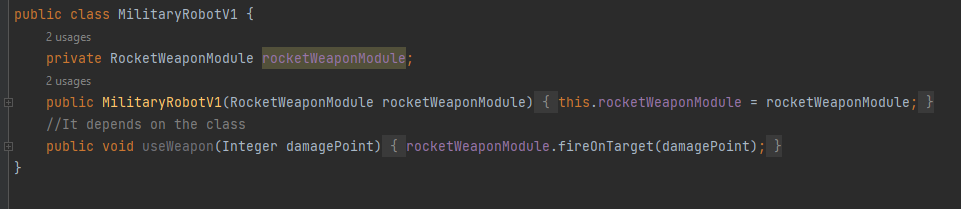 public class MilitaryRobotV1 {
2 usages
private RocketWeaponModule rocketWeaponModule;
2 usages
public MilitaryRobotV1(RocketWeaponModule rocketWeaponModule) { this.rocketWeaponModule = rocketWeaponModule; }
//It depends on the class
public void useWeapon(Integer damagePoint) { rocketWeaponModule.fireOnTarget(damagePoint); }
}